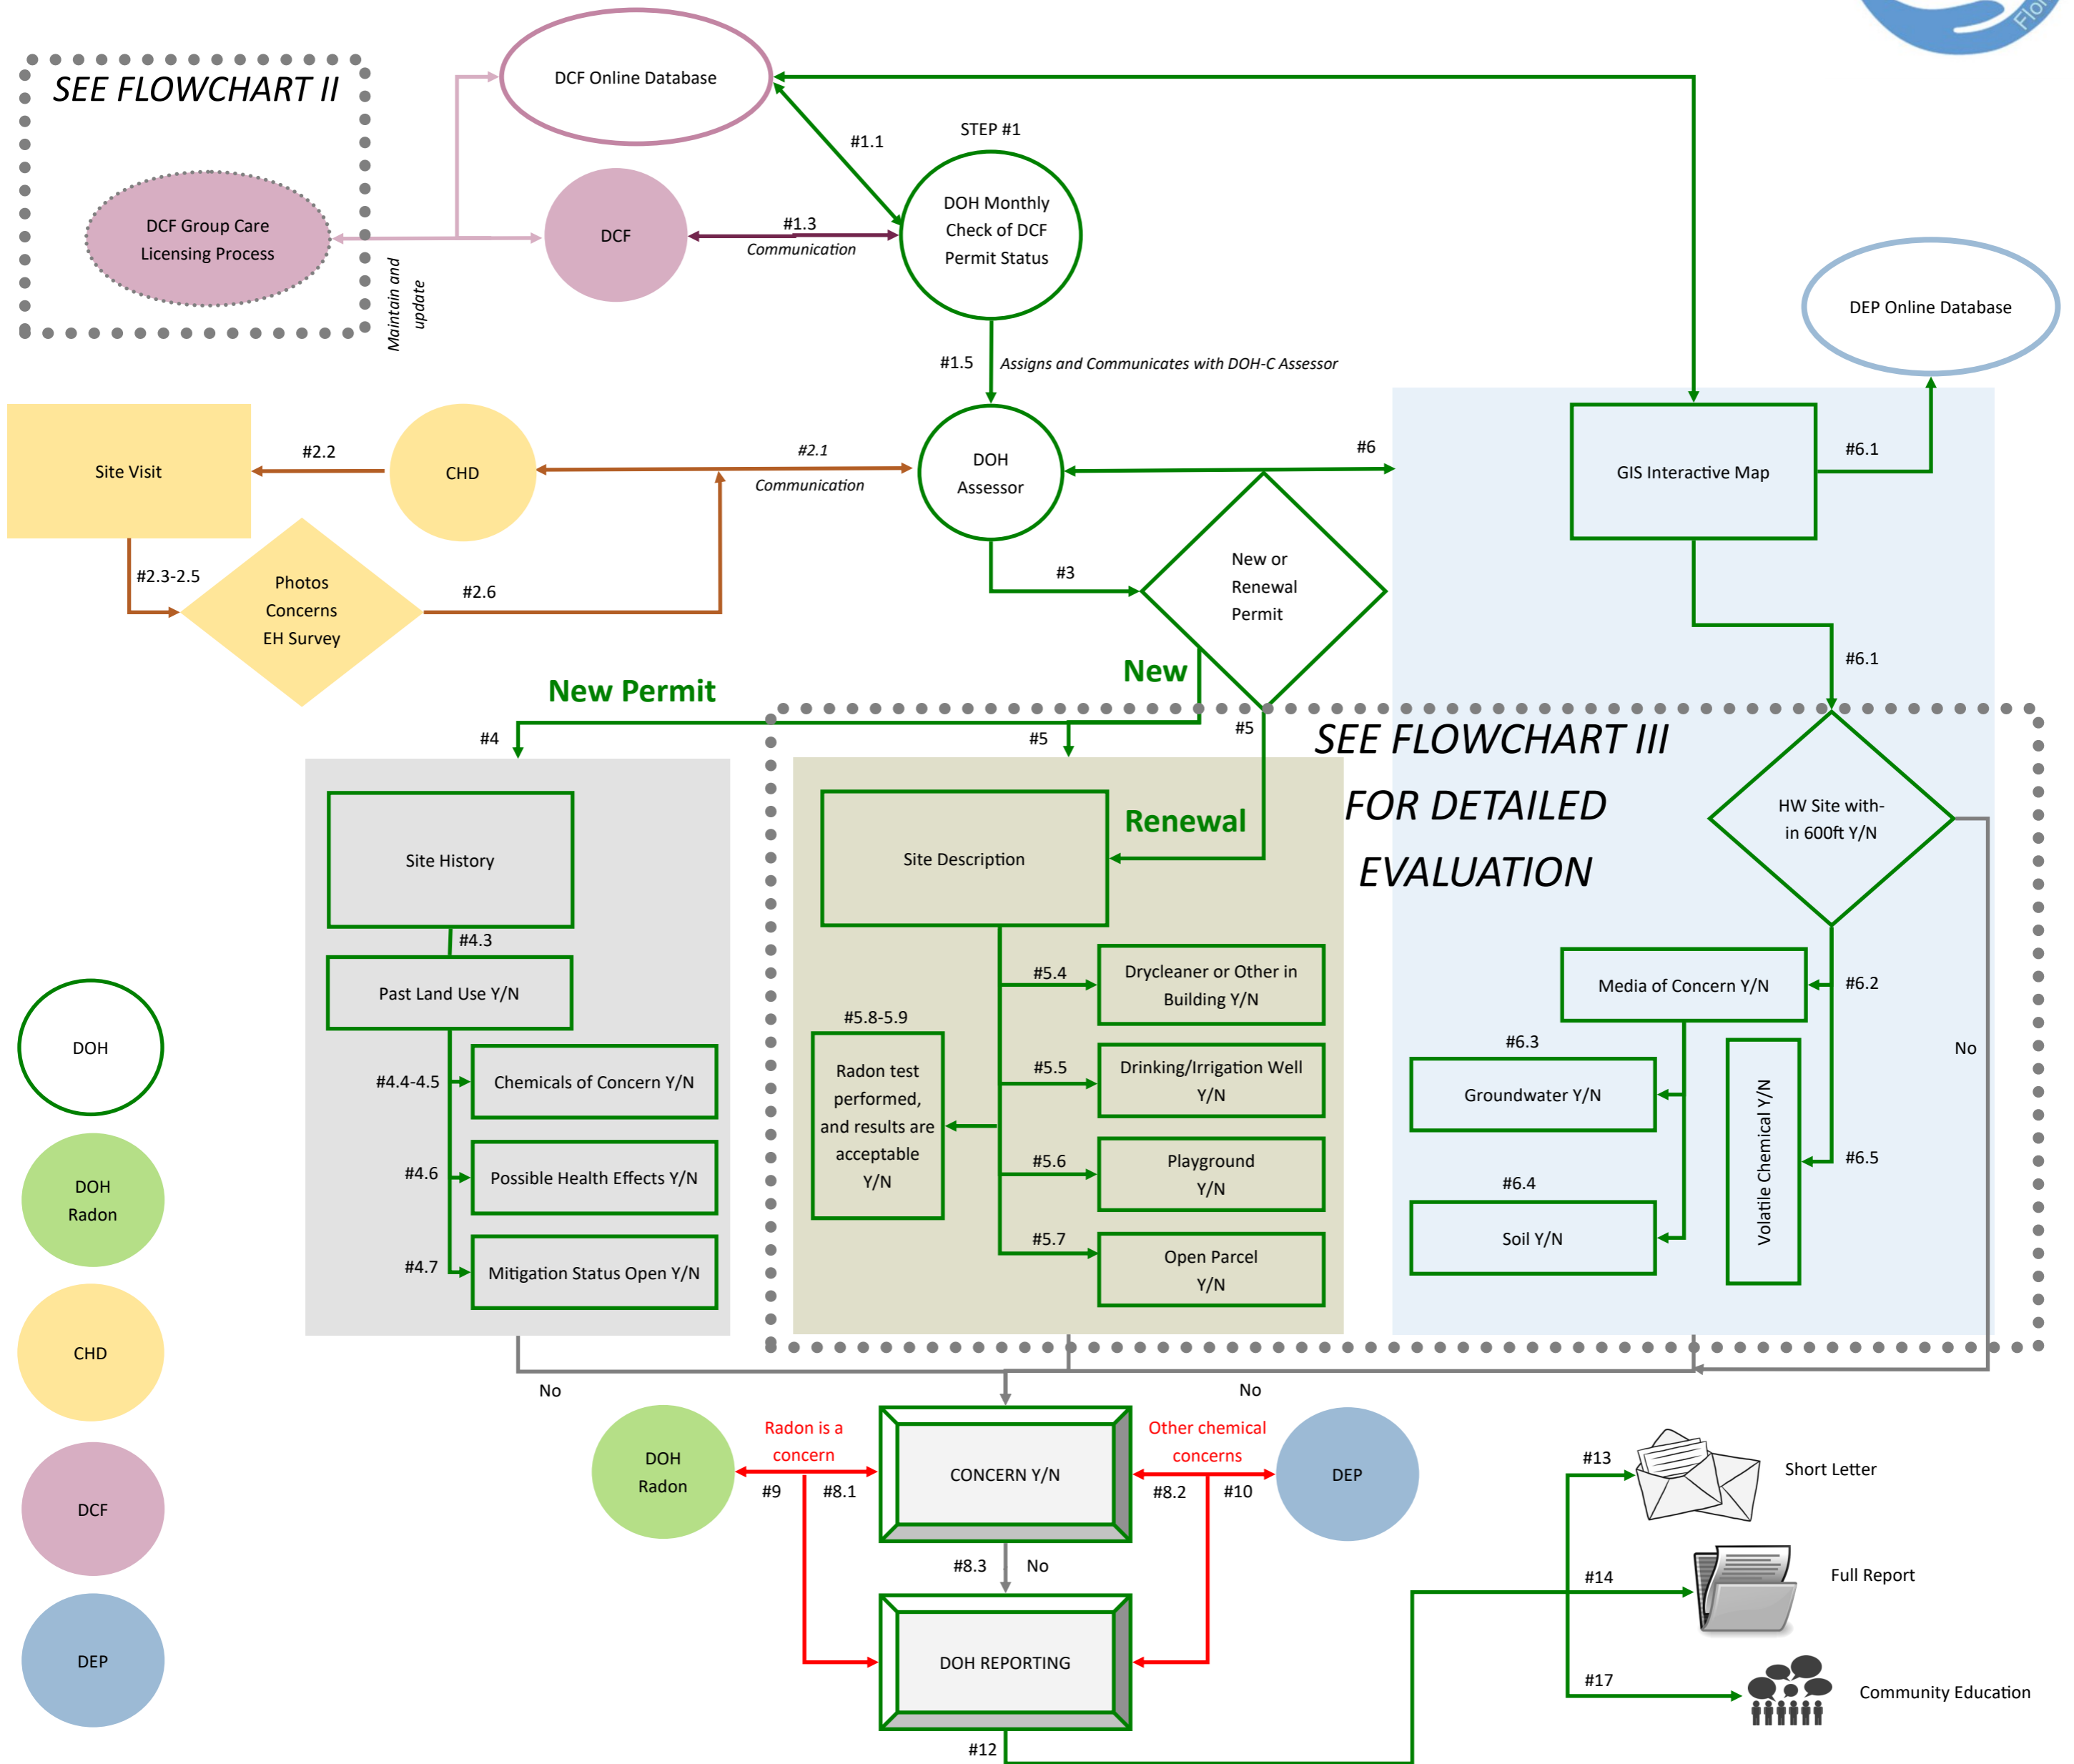 Flor
SEE FLOWCHART II
DCF Online Database
#1.1
STEP #1
DOH Monthly
Check of DCF
Permit Status
DCF Group Care
Licensing Process
DCF
#1.3
Communication
Maintain and
update
DEP Online Database
#1.5
Assigns and Communicates with DOH-C Assessor
Site Visit
#2.2
CHD
#2.1
Communication
DOH
Assessor
#6
GIS Interactive Map
#6.1
#2.3-2.5
Photos
Concerns
EH Survey
#2.6
#3
New or
Renewal
Permit
#6.1
New Permit
New
#4
#5
#5
SEE FLOWCHART III
FOR DETAILED
EVALUATION
Site History
#4.3
Past Land Use Y/N
#4.4-4.5
Chemicals of Concern Y/N
#4.6
Possible Health Effects Y/N
#4.7
Mitigation Status Open Y/N
Renewal
Site Description
#5.4
Drycleaner or Other in
Building Y/N
#5.8-5.9
Radon test
performed,
and results are
acceptable
Y/N
#5.5
Drinking/Irrigation Well
Y/N
#5.6
Playground
Y/N
#5.7
Open Parcel
Y/N
HW Site with-
in 600ft Y/N
Media of Concern Y/N
#6.2
#6.3
Groundwater Y/N
#6.4
Soil Y/N
Volatile Chemical Y/N
#6.5
No
DOH
DOH
Radon
CHD
DCF
DEP
No
No
DOH
Radon
Radon is a
concern
#9
#8.1
CONCERN Y/N
Other chemical
concerns
#8.2
#10
DEP
#8.3
No
DOH REPORTING
#12
#13
Short Letter
#14
Full Report
#17
Community Education